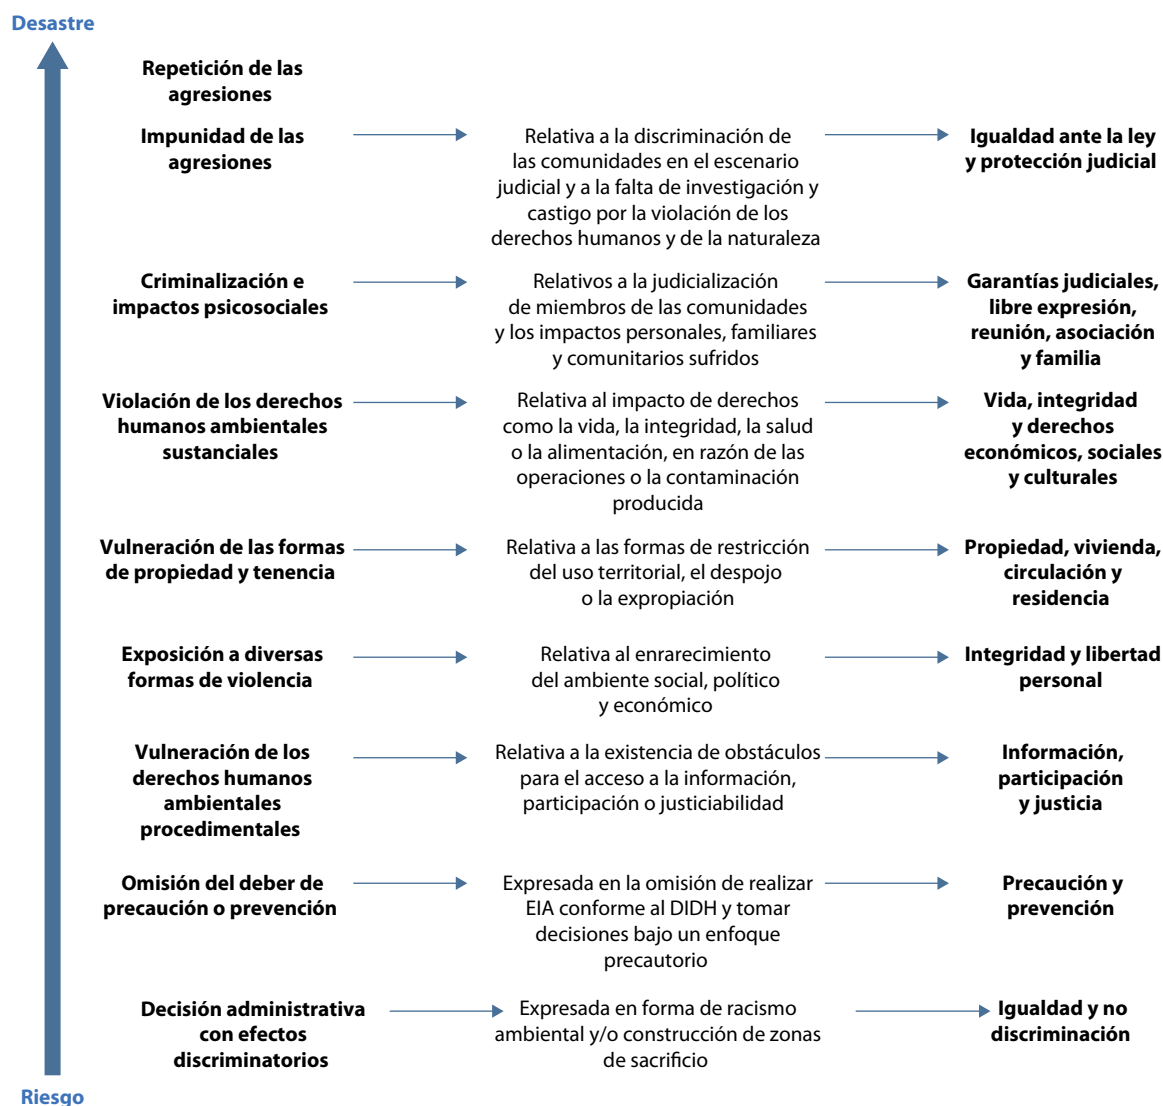 Desastre
Repetición de las
agresiones
Impunidad de las
agresiones
Relativa a la discriminación de
las comunidades en el escenario
judicial y a la falta de investigación y
castigo por la violación de los
derechos humanos y de la naturaleza
Igualdad ante la ley
y protección judicial
Criminalización e
impactos psicosociales
Relativos a la judicialización
de miembros de las comunidades
y los impactos personales, familiares
y comunitarios sufridos
Garantías judiciales,
libre expresión,
reunión, asociación
y familia
Violación de los derechos
humanos ambientales
sustanciales
Relativa al impacto de derechos
como la vida, la integridad, la salud
o la alimentación, en razón de las
operaciones o la contaminación
producida
Vida, integridad
y derechos
económicos, sociales
y culturales
Vulneración de las formas
de propiedad y tenencia
Relativa a las formas de restricción
del uso territorial, el despojo
o la expropiación
Propiedad, vivienda,
circulación y
residencia
Exposición a diversas
formas de violencia
Relativa al enrarecimiento
del ambiente social, político
y económico
Integridad y libertad
personal
Vulneración de los
derechos humanos
ambientales
procedimentales
Relativa a la existencia de obstáculos
para el acceso a la información,
participación o justiciabilidad
Información,
participación
y justicia
Omisión del deber de
precaución o prevención
Expresada en la omisión de realizar
EIA conforme al DIDH y tomar
decisiones bajo un enfoque
precautorio
Precaución y
prevención
Decisión administrativa
con efectos
discriminatorios
Expresada en forma de racismo
ambiental y/o construcción de zonas
de sacrificio
Igualdad y no
discriminación
Riesgo